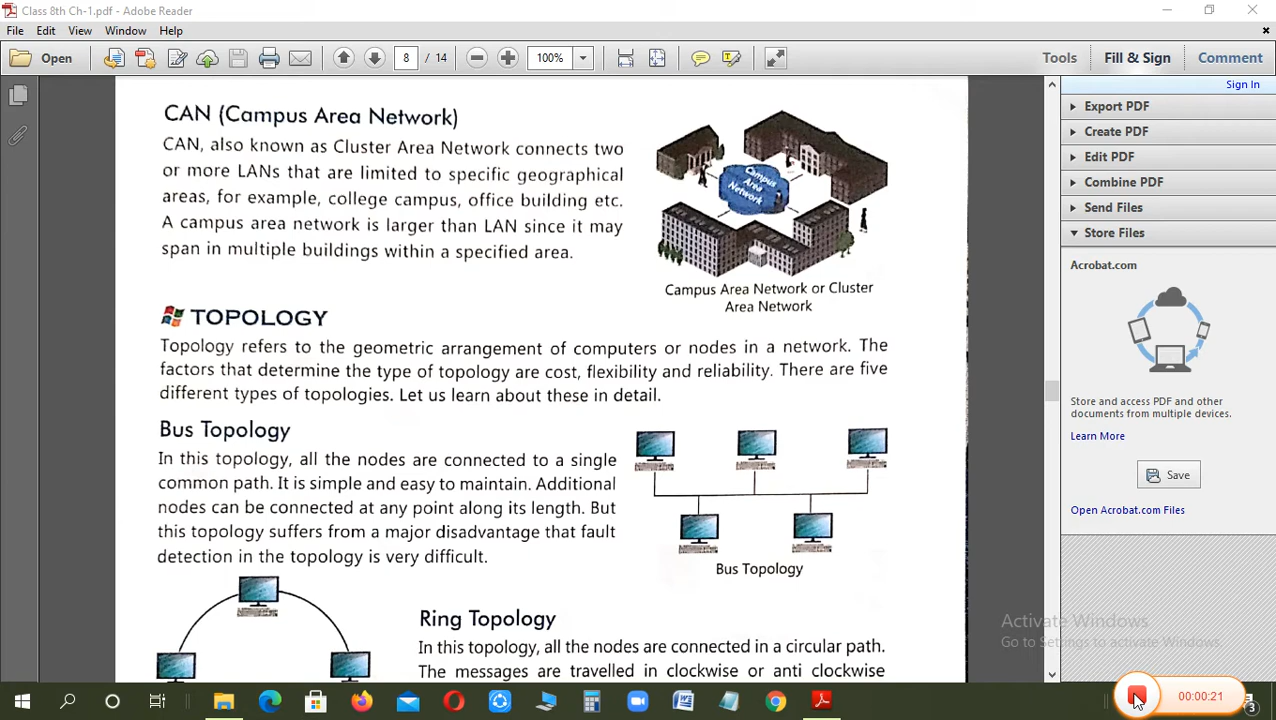 Class 8th Ch-1.pdf - Adobe Reader
File Edit View Window Help
Open 8 / 14 100% Tools Fill & Sign Comment
Sign In
Export PDF
Create PDF
Edit PDF
Combine PDF
Send Files
Store Files
Acrobat.com
Store and access PDF and other
documents from multiple devices.
Learn More
Save
Open Acrobat.com Files
CAN (Campus Area Network)
CAN, also known as Cluster Area Network connects two
or more LANs that are limited to specific geographical
areas, for example, college campus, office building etc.
A campus area network is larger than LAN since it may
span in multiple buildings within a specified area.
Campus
Area
Network
Campus Area Network or Cluster
Area Network
TOPOLOGY
Topology refers to the geometric arrangement of computers or nodes in a network. The
factors that determine the type of topology are cost, flexibility and reliability. There are five
different types of topologies. Let us learn about these in detail.
Bus Topology
In this topology, all the nodes are connected to a single
common path. It is simple and easy to maintain. Additional
nodes can be connected at any point along its length. But
this topology suffers from a major disadvantage that fault
detection in the topology is very difficult.
Bus Topology
Ring Topology
In this topology, all the nodes are connected in a circular path.
The messages are travelled in clockwise or anti clockwise
Activate Windows
Go to Settings to activate Windows.
00:00:21
3